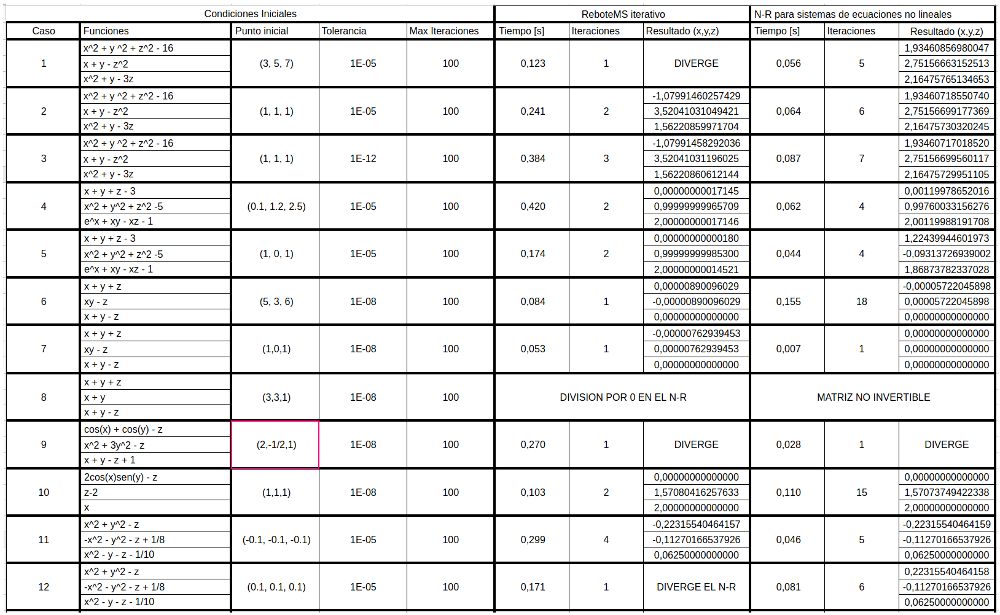 Condiciones Iniciales ReboteMS iterativo N-R para sistemas de ecuaciones no lineales
Caso Funciones Punto inicial Tolerancia Max Iteraciones Tiempo [s] Iteraciones Resultado (x,y,z) Tiempo [s] Iteraciones Resultado (x,y,z)
x^2 + y ^2 + z^2 - 16 1,93460856980047
1 x + y - z^2 (3, 5, 7) 1E-05 100 0,123 1 DIVERGE 0,056 5 2,75156663152513
x^2 + y - 3z 2,16475765134653
x^2 + y ^2 + z^2 - 16 -1,07991460257429 1,93460718550740
2 x + y - z^2 (1, 1, 1) 1E-05 100 0,241 2 3,52041031049421 0,064 6 2,75156699177369
x^2 + y - 3z 1,56220859971704 2,16475730320245
x^2 + y ^2 + z^2 - 16 -1,07991458292036 1,93460717018520
3 x + y - z^2 (1, 1, 1) 1E-12 100 0,384 3 3,52041031196025 0,087 7 2,75156699560117
x^2 + y - 3z 1,56220860612144 2,16475729951105
x + y + z - 3 0,00000000017145 0,00119978652016
4 x^2 + y^2 + z^2 -5 (0.1, 1.2, 2.5) 1E-05 100 0,420 2 0,99999999965709 0,062 4 0,99760033156276
e^x + xy - xz - 1 2,00000000017146 2,00119988191708
x + y + z - 3 0,00000000000180 1,22439944601973
5 x^2 + y^2 + z^2 -5 (1, 0, 1) 1E-05 100 0,174 2 0,99999999985300 0,044 4 -0,09313726939002
e^x + xy - xz - 1 2,00000000014521 1,86873782337028
x + y + z 0,00000890096029 -0,00005722045898
6 xy - z (5, 3, 6) 1E-08 100 0,084 1 -0,00000890096029 0,155 18 0,00005722045898
x + y - z 0,00000000000000 0,00000000000000
x + y + z -0,00000762939453 0,00000000000000
7 xy - z (1,0,1) 1E-08 100 0,053 1 0,00000762939453 0,007 1 0,00000000000000
x + y - z 0,00000000000000 0,00000000000000
x + y + z
8 x + y (3,3,1) 1E-08 100 DIVISION POR 0 EN EL N-R MATRIZ NO INVERTIBLE
x + y - z
cos(x) + cos(y) - z
9 x^2 + 3y^2 - z (2,-1/2,1) 1E-08 100 0,270 1 DIVERGE 0,028 1 DIVERGE
x + y - z + 1
2cos(x)sen(y) - z 0,00000000000000 0,00000000000000
10 z-2 (1,1,1) 1E-08 100 0,103 2 1,57080416257633 0,110 15 1,57073749422338
x 2,00000000000000 2,00000000000000
x^2 + y^2 - z -0,22315540464157 -0,22315540464159
11 -x^2 - y^2 - z + 1/8 (-0.1, -0.1, -0.1) 1E-05 100 0,299 4 -0,11270166537926 0,046 5 -0,11270166537926
x^2 - y - z - 1/10 0,06250000000000 0,06250000000000
x^2 + y^2 - z 0,22315540464158
12 -x^2 - y^2 - z + 1/8 (0.1, 0.1, 0.1) 1E-05 100 0,171 1 DIVERGE EL N-R 0,081 6 -0,11270166537926
x^2 - y - z - 1/10 0,06250000000000